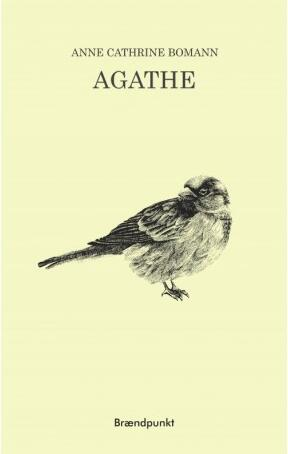 ANNE CATHRINE BOMANN
AGATHE
Brændpunkt